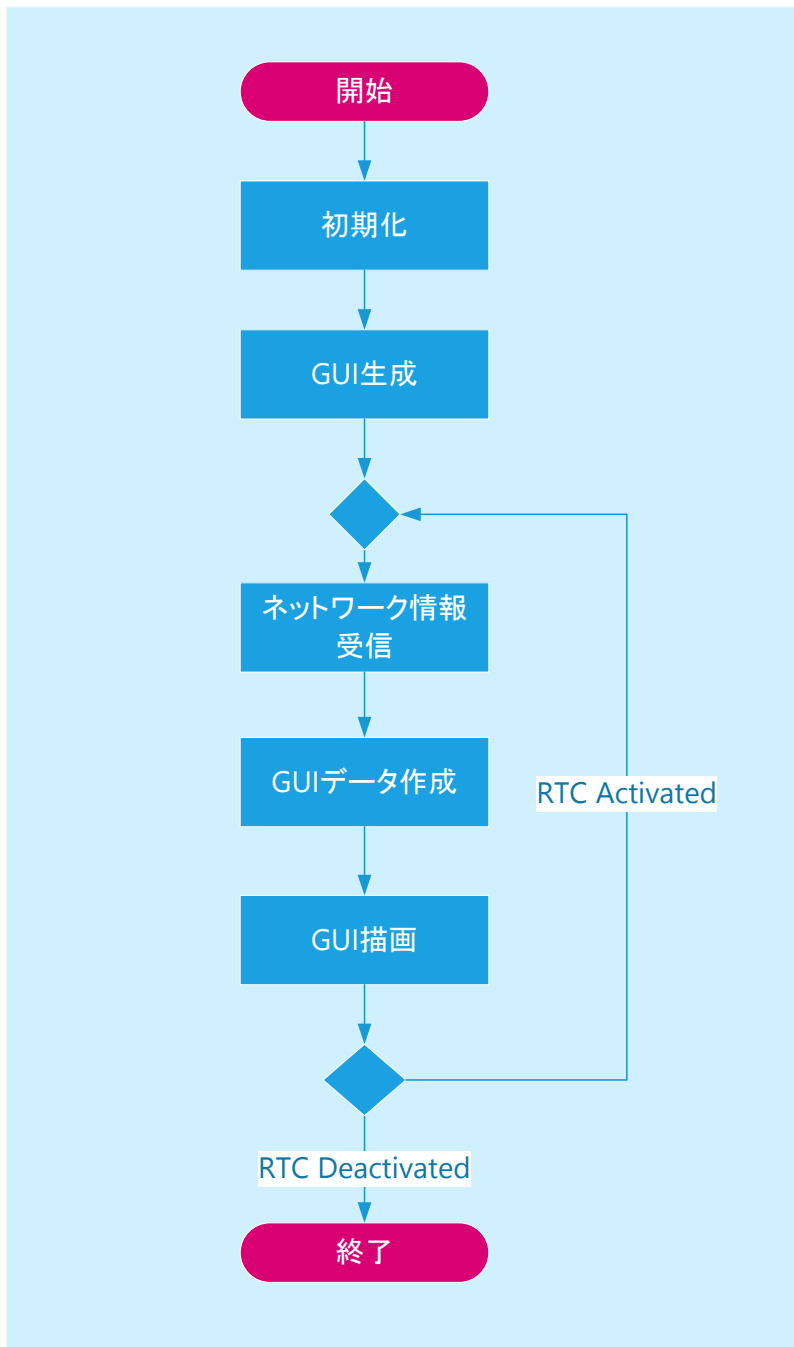 開始
初期化
GUI生成
ネットワーク情報
受信
GUIデータ作成
RTC Activated
GUI描画
RTC Deactivated
終了